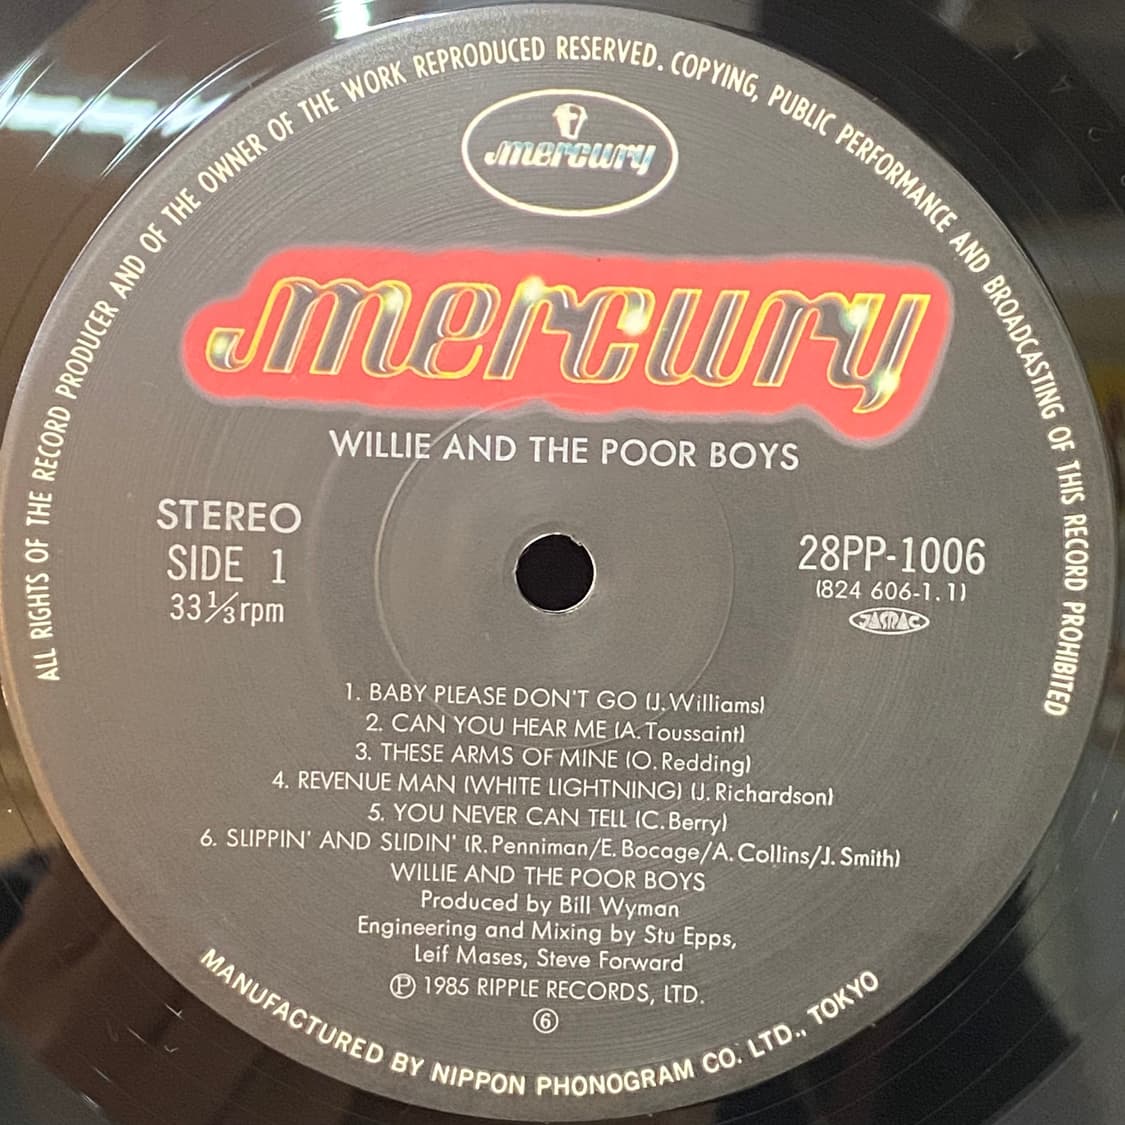 ALL RIGHTS OF THE RECORD PRODUCER AND OF THE OWNER OF THE WORK REPRODUCED RESERVED. COPYING, PUBLIC PERFORMANCE AND BROADCASTING OF THIS RECORD PROHIBITED
mercury
mercury
WILLIE AND THE POOR BOYS
STEREO
SIDE 1
33⅓rpm
28PP-1006
(824 606-1.1)
JASRAC
1. BABY PLEASE DON'T GO (J.Williams)
2. CAN YOU HEAR ME (A.Toussaint)
3. THESE ARMS OF MINE (O.Redding)
4. REVENUE MAN (WHITE LIGHTNING) (J.Richardson)
5. YOU NEVER CAN TELL (C.Berry)
6. SLIPPIN' AND SLIDIN' (R.Penniman/E.Bocage/A.Collins/J.Smith)
WILLIE AND THE POOR BOYS
Produced by Bill Wyman
Engineering and Mixing by Stu Epps,
Leif Mases, Steve Forward
Ⓟ 1985 RIPPLE RECORDS, LTD.
⑥
MANUFACTURED BY NIPPON PHONOGRAM CO. LTD., TOKYO